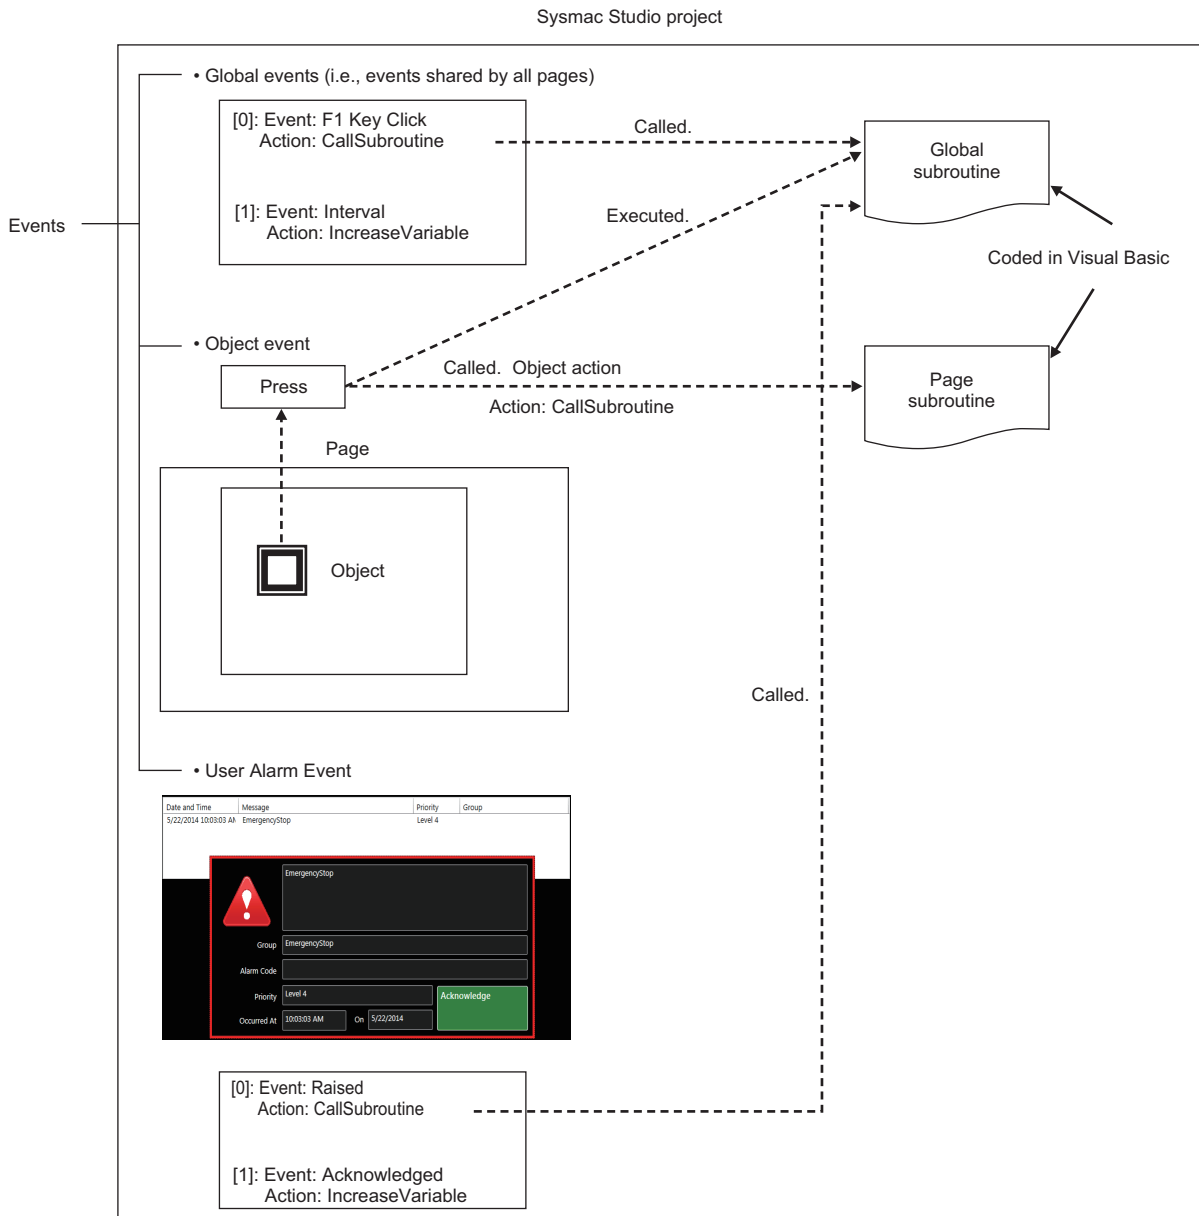 Sysmac Studio project
• Global events (i.e., events shared by all pages)
[0]: Event: F1 Key Click
Action: CallSubroutine
Called.
Global
subroutine
[1]: Event: Interval
Action: IncreaseVariable
Executed.
Events
Coded in Visual Basic
• Object event
Press
Called. Object action
Action: CallSubroutine
Page
subroutine
Page
Object
Called.
• User Alarm Event
Date and Time Message Priority Group
5/22/2014 10:03:03 AM EmergencyStop Level 4
EmergencyStop
Group EmergencyStop
Alarm Code
Priority Level 4 Acknowledge
Occurred At 10:03:03 AM On 5/22/2014
[0]: Event: Raised
Action: CallSubroutine
[1]: Event: Acknowledged
Action: IncreaseVariable